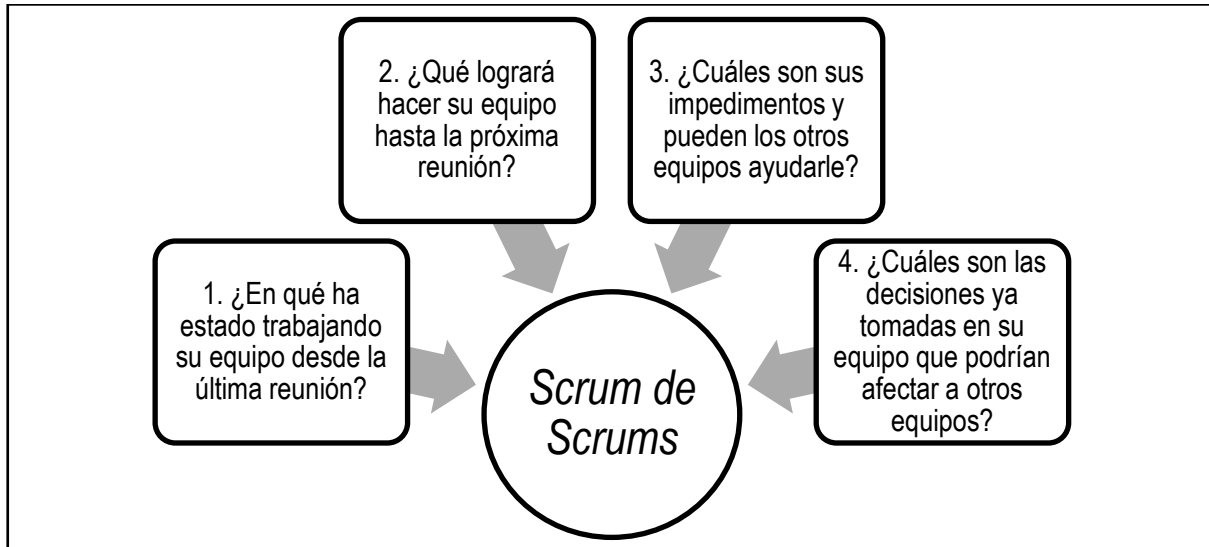 1. ¿En qué ha
estado trabajando
su equipo desde la
última reunión?
2. ¿Qué logrará
hacer su equipo
hasta la próxima
reunión?
3. ¿Cuáles son sus
impedimentos y
pueden los otros
equipos ayudarle?
4. ¿Cuáles son las
decisiones ya
tomadas en su
equipo que podrían
afectar a otros
equipos?
Scrum de
Scrums